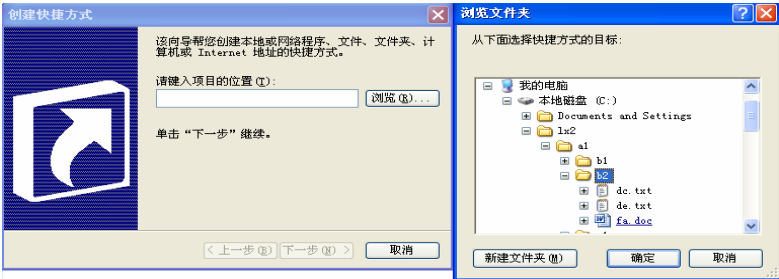 创建快捷方式
该向导帮您创建本地或网络程序、文件、文件夹、计
算机或 Internet 地址的快捷方式。
请键入项目的位置(T):
浏览(R)...
单击“下一步”继续。
<上一步(B)
下一步(N)>
取消
浏览文件夹
从下面选择快捷方式的目标:
我的电脑
本地磁盘 (C:)
Documents and Settings
lx2
a1
b1
b2
dc.txt
de.txt
fa.doc
新建文件夹(M)
确定
取消